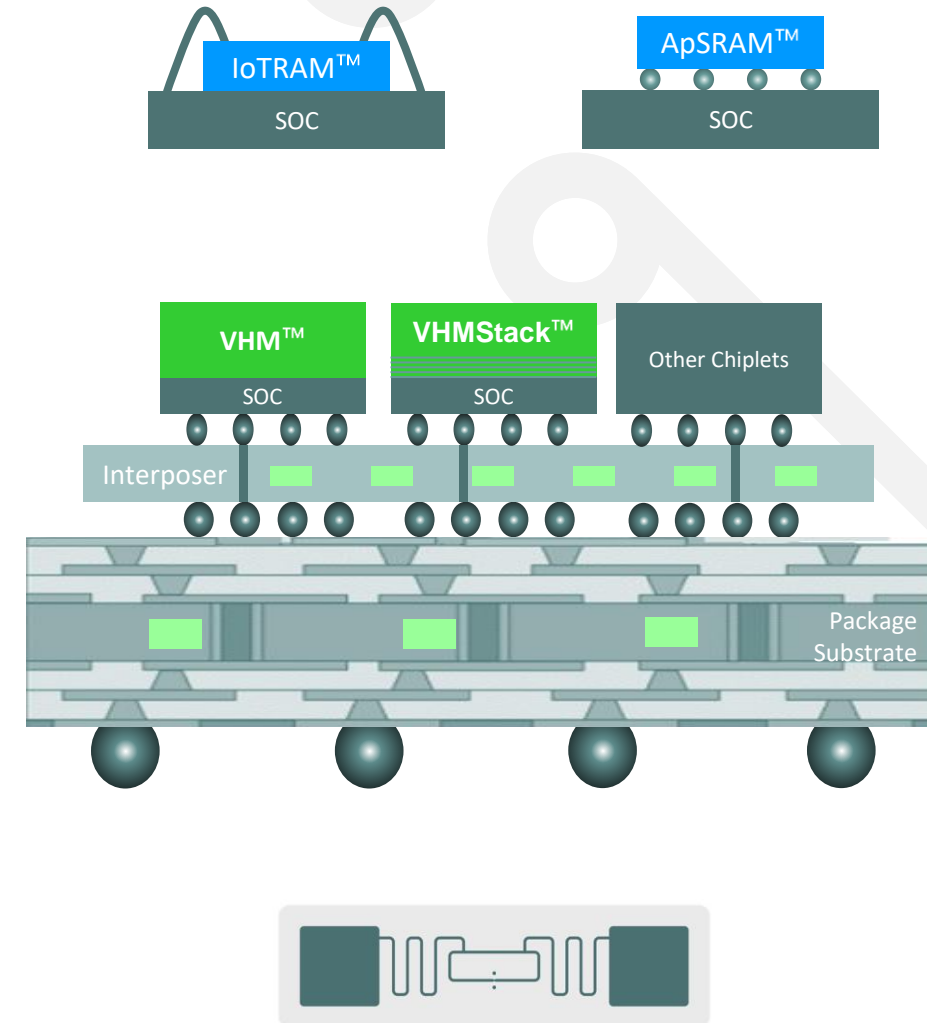 IoTRAM™
SOC
ApSRAM™
SOC
VHM™
SOC
VHMStack™
SOC
Other Chiplets
Interposer
Package
Substrate